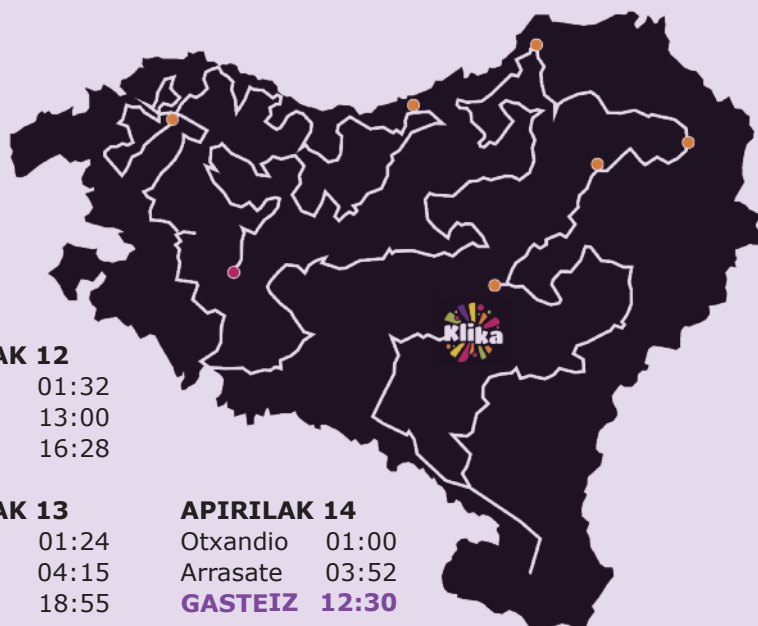 Klika
AK 12
01:32
13:00
16:28
AK 13
01:24
04:15
18:55
APIRILAK 14
Otxandio 01:00
Arrasate 03:52
GASTEIZ 12:30